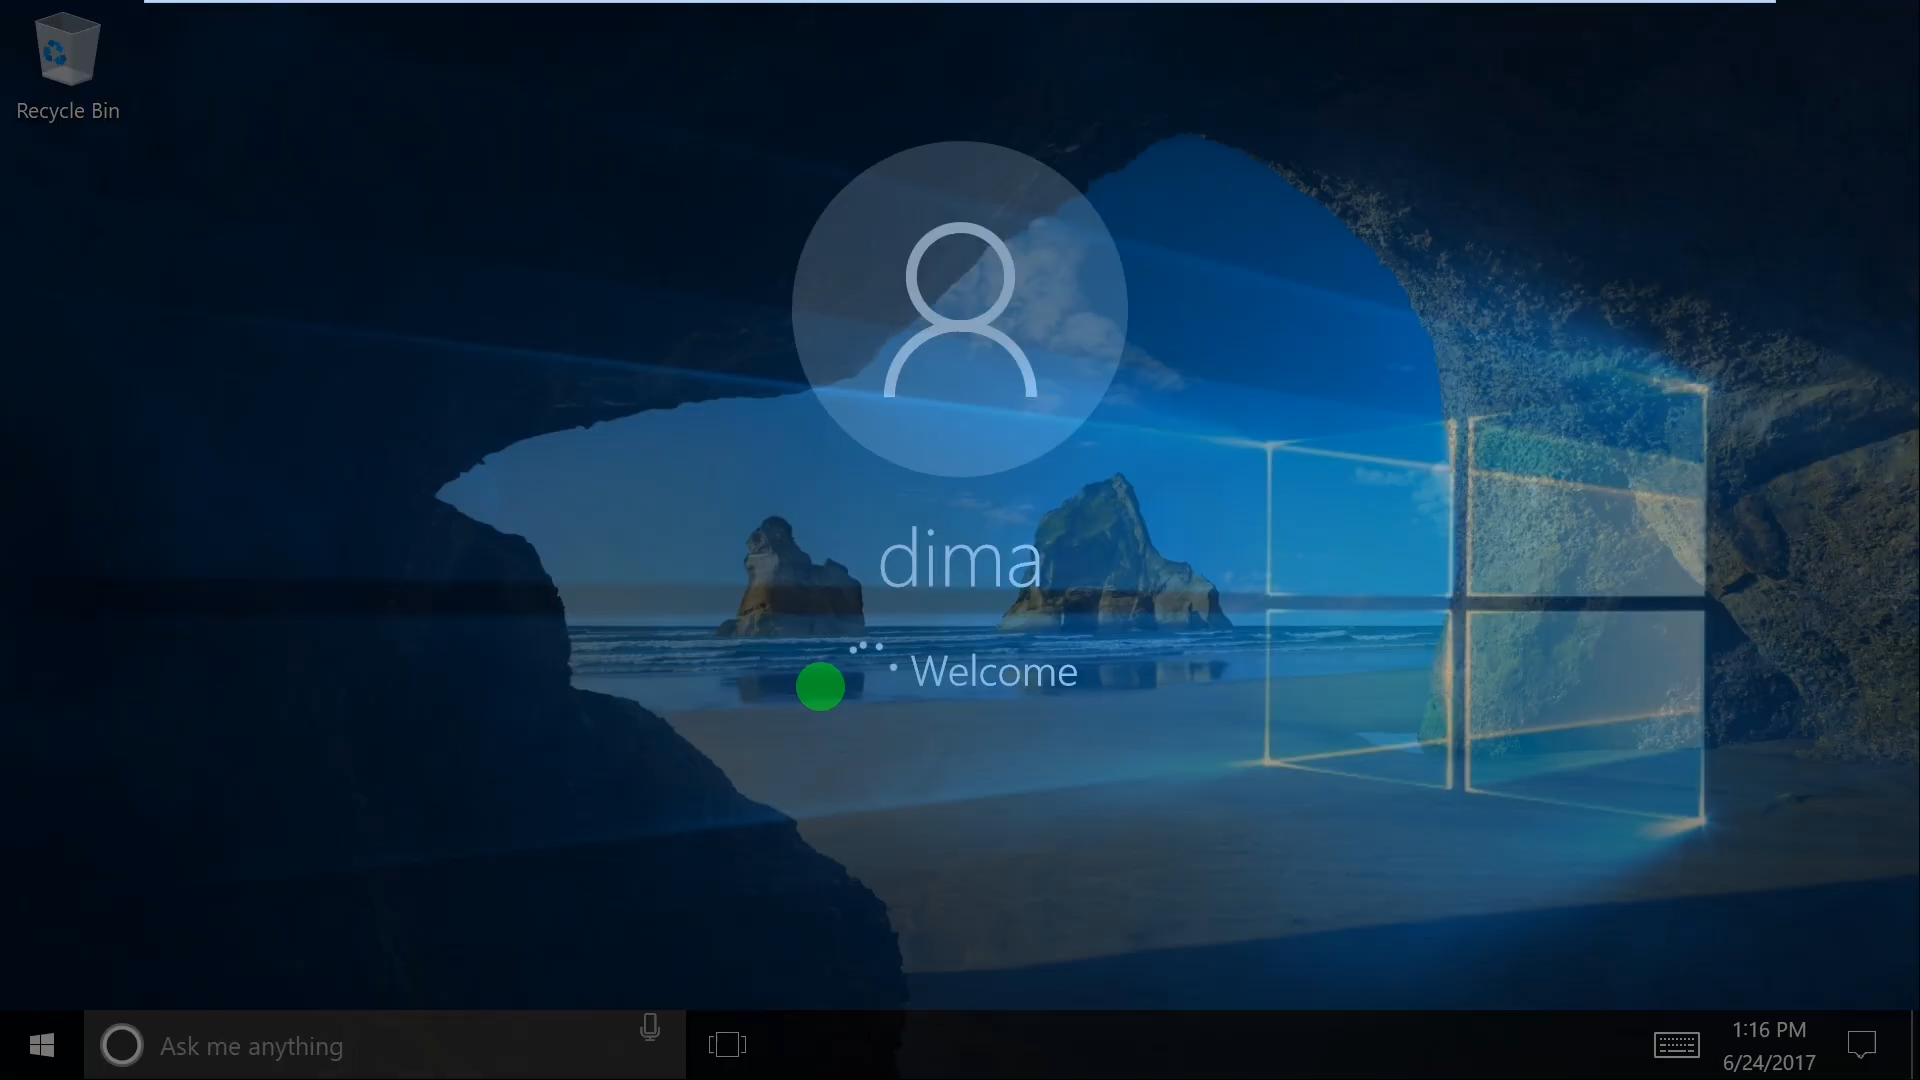 Recycle Bin
dima
Welcome
Ask me anything
1:16 PM
6/24/2017